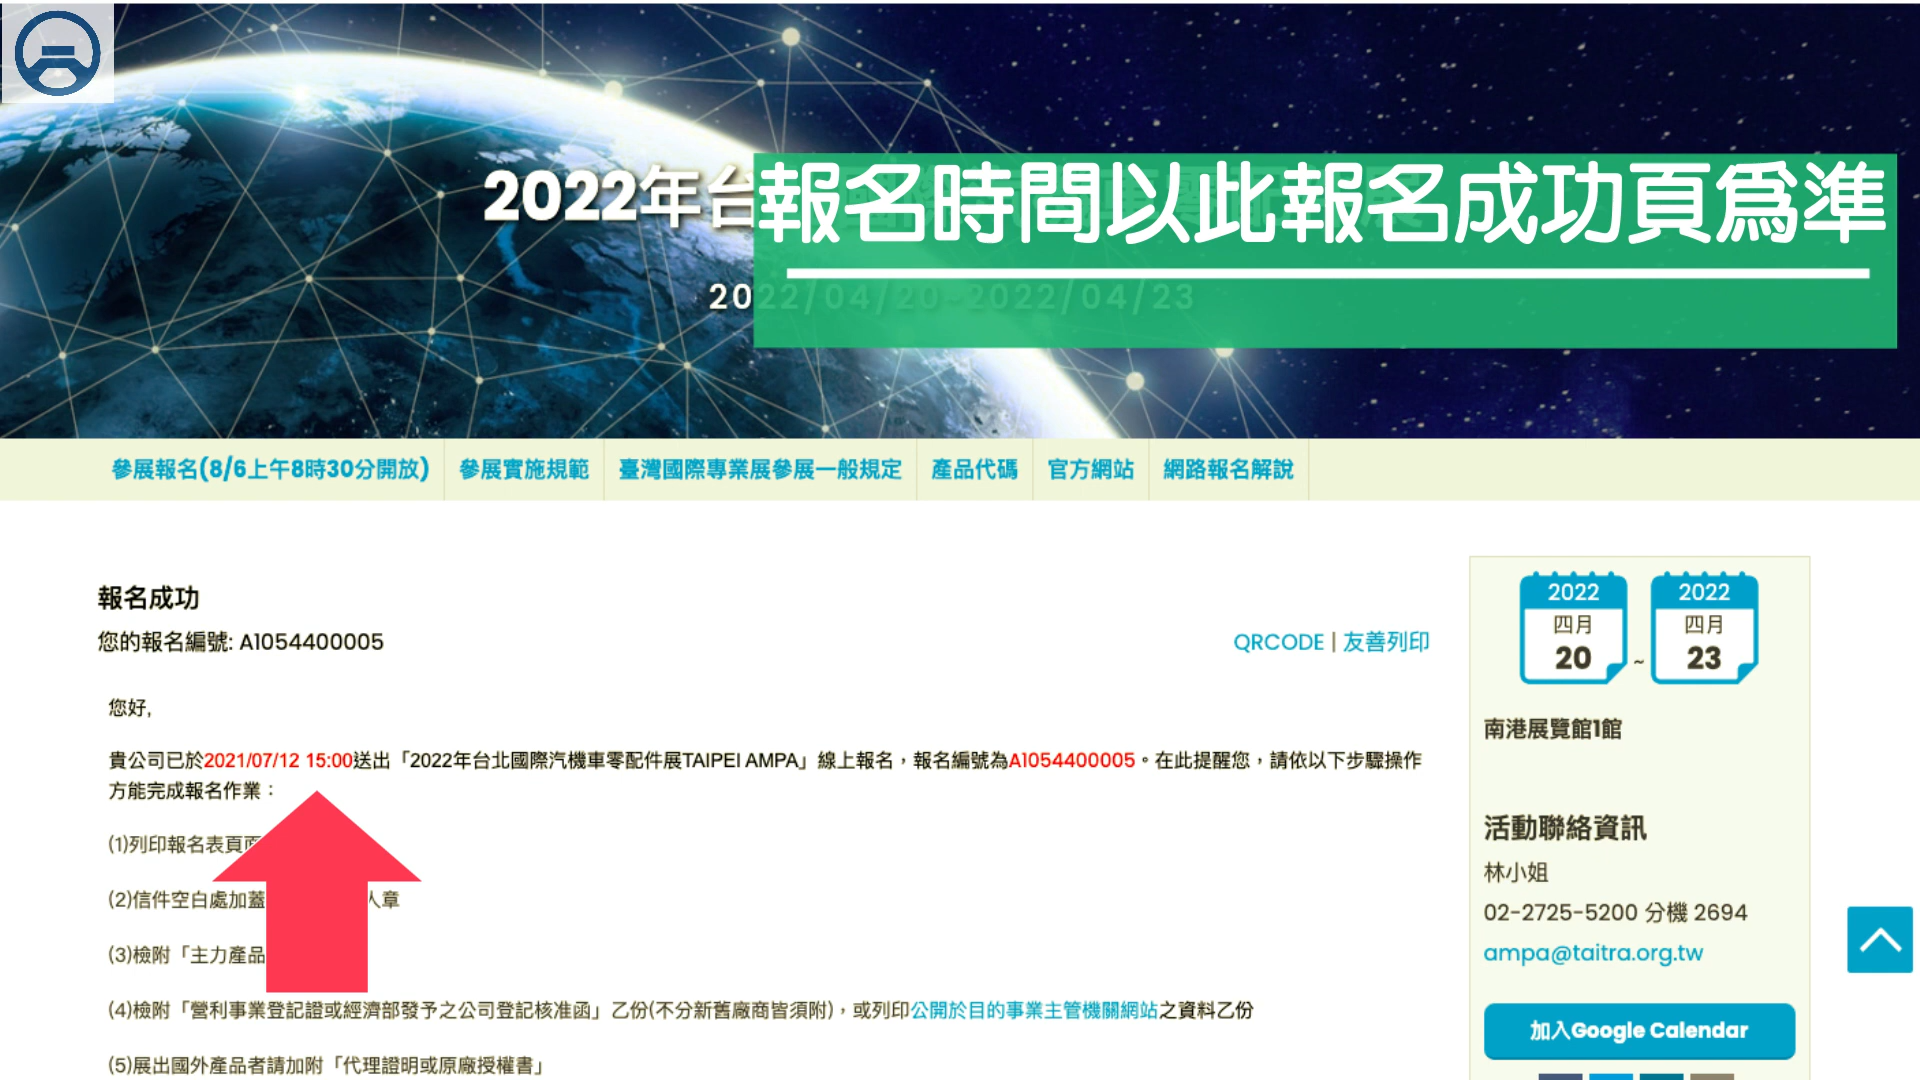 2022年台
報名時間以此報名成功頁為準
2022/04/20~2022/04/23
參展報名(8/6上午8時30分開放)
參展實施規範
臺灣國際專業展參展一般規定
產品代碼
官方網站
網路報名解說
報名成功
您的報名編號: A1054400005
QRCODE | 友善列印
您好,
貴公司已於2021/07/12 15:00送出「2022年台北國際汽機車零配件展TAIPEI AMPA」線上報名，報名編號為A1054400005。在此提醒您，請依以下步驟操作
方能完成報名作業：
(1)列印報名表頁面
(2)信件空白處加蓋
人章
(3)檢附「主力產品
(4)檢附「營利事業登記證或經濟部發予之公司登記核准函」乙份(不分新舊廠商皆須附)，或列印公開於目的事業主管機關網站之資料乙份
(5)展出國外產品者請加附「代理證明或原廠授權書」
2022
四月
20
~
2022
四月
23
南港展覽館1館
活動聯絡資訊
林小姐
02-2725-5200 分機 2694
ampa@taitra.org.tw
加入Google Calendar